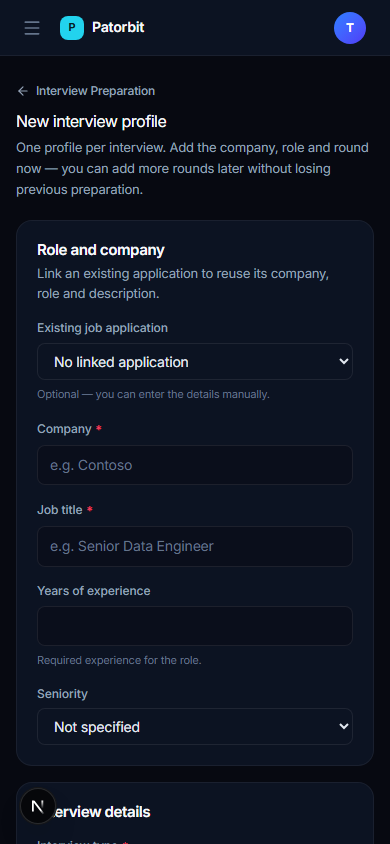 P Patorbit
T
← Interview Preparation
New interview profile
One profile per interview. Add the company, role and round
now — you can add more rounds later without losing
previous preparation.
Role and company
Link an existing application to reuse its company,
role and description.
Existing job application
No linked application
Optional — you can enter the details manually.
Company *
e.g. Contoso
Job title *
e.g. Senior Data Engineer
Years of experience
Required experience for the role.
Seniority
Not specified
N
erview details